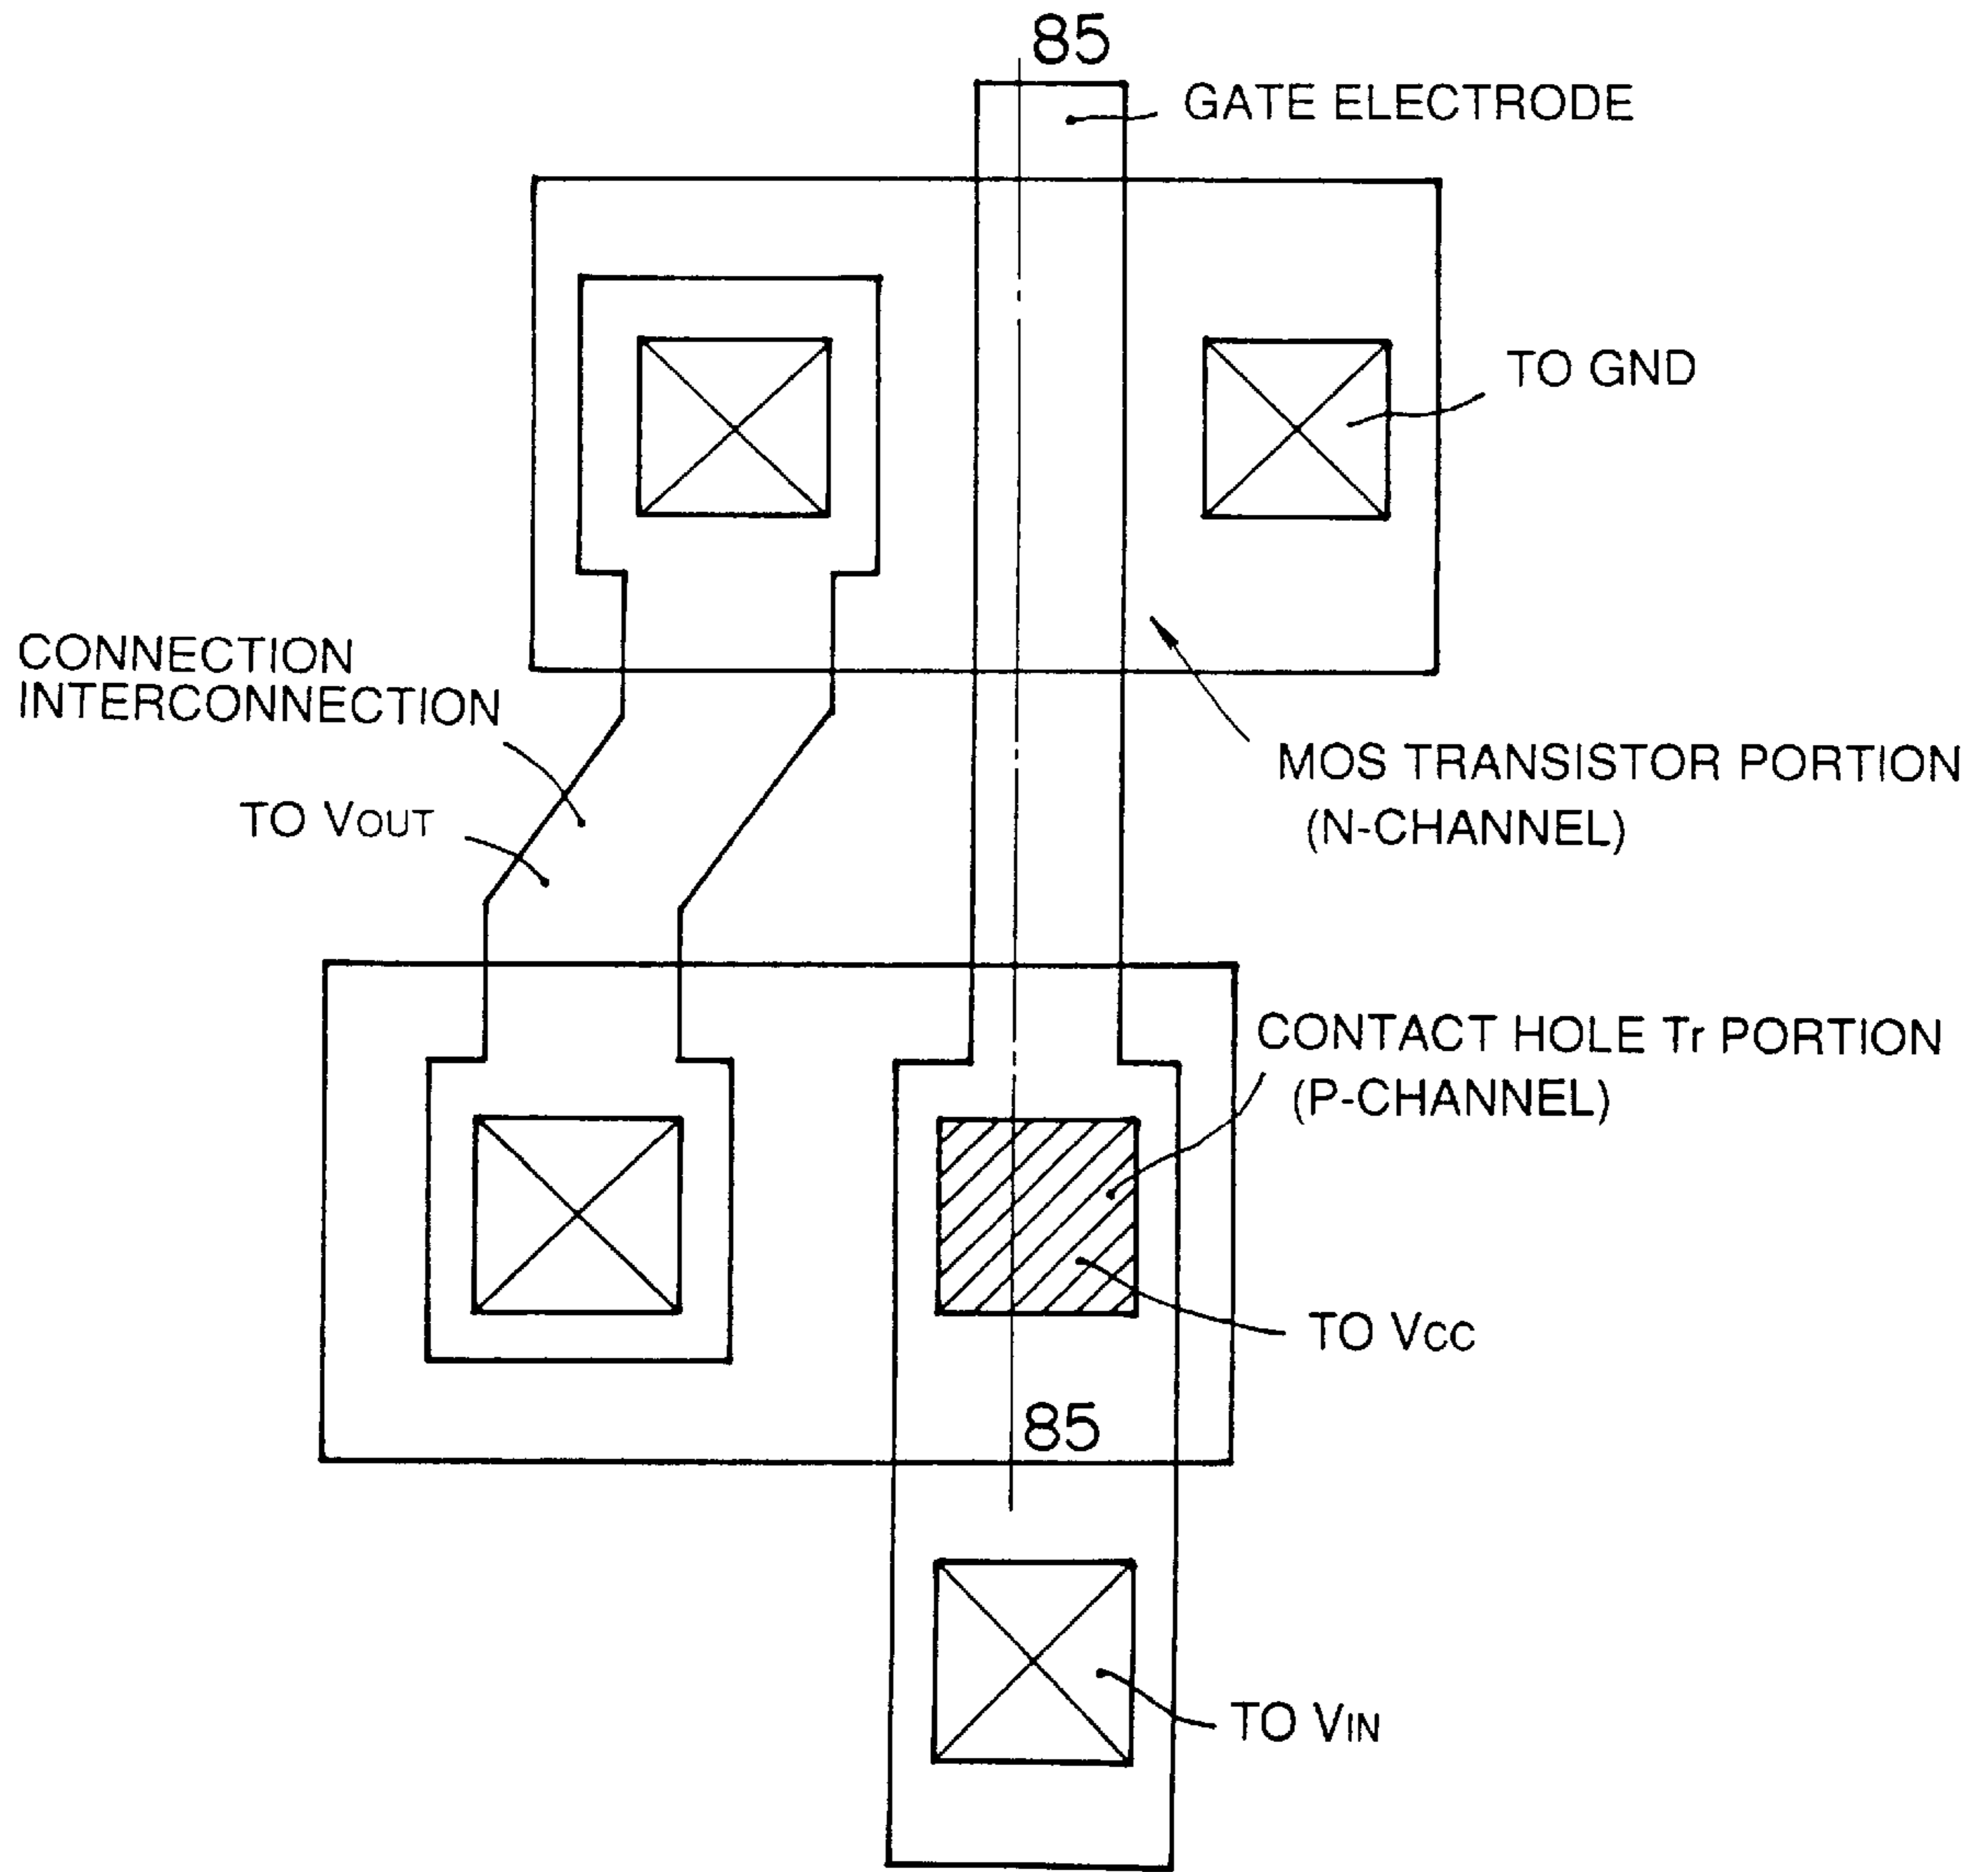 85
GATE ELECTRODE
TO GND
CONNECTION
INTERCONNECTION
MOS TRANSISTOR PORTION
(N-CHANNEL)
TO VOUT
CONTACT HOLE Tr PORTION
(P-CHANNEL)
TO VCC
85
TO VIN